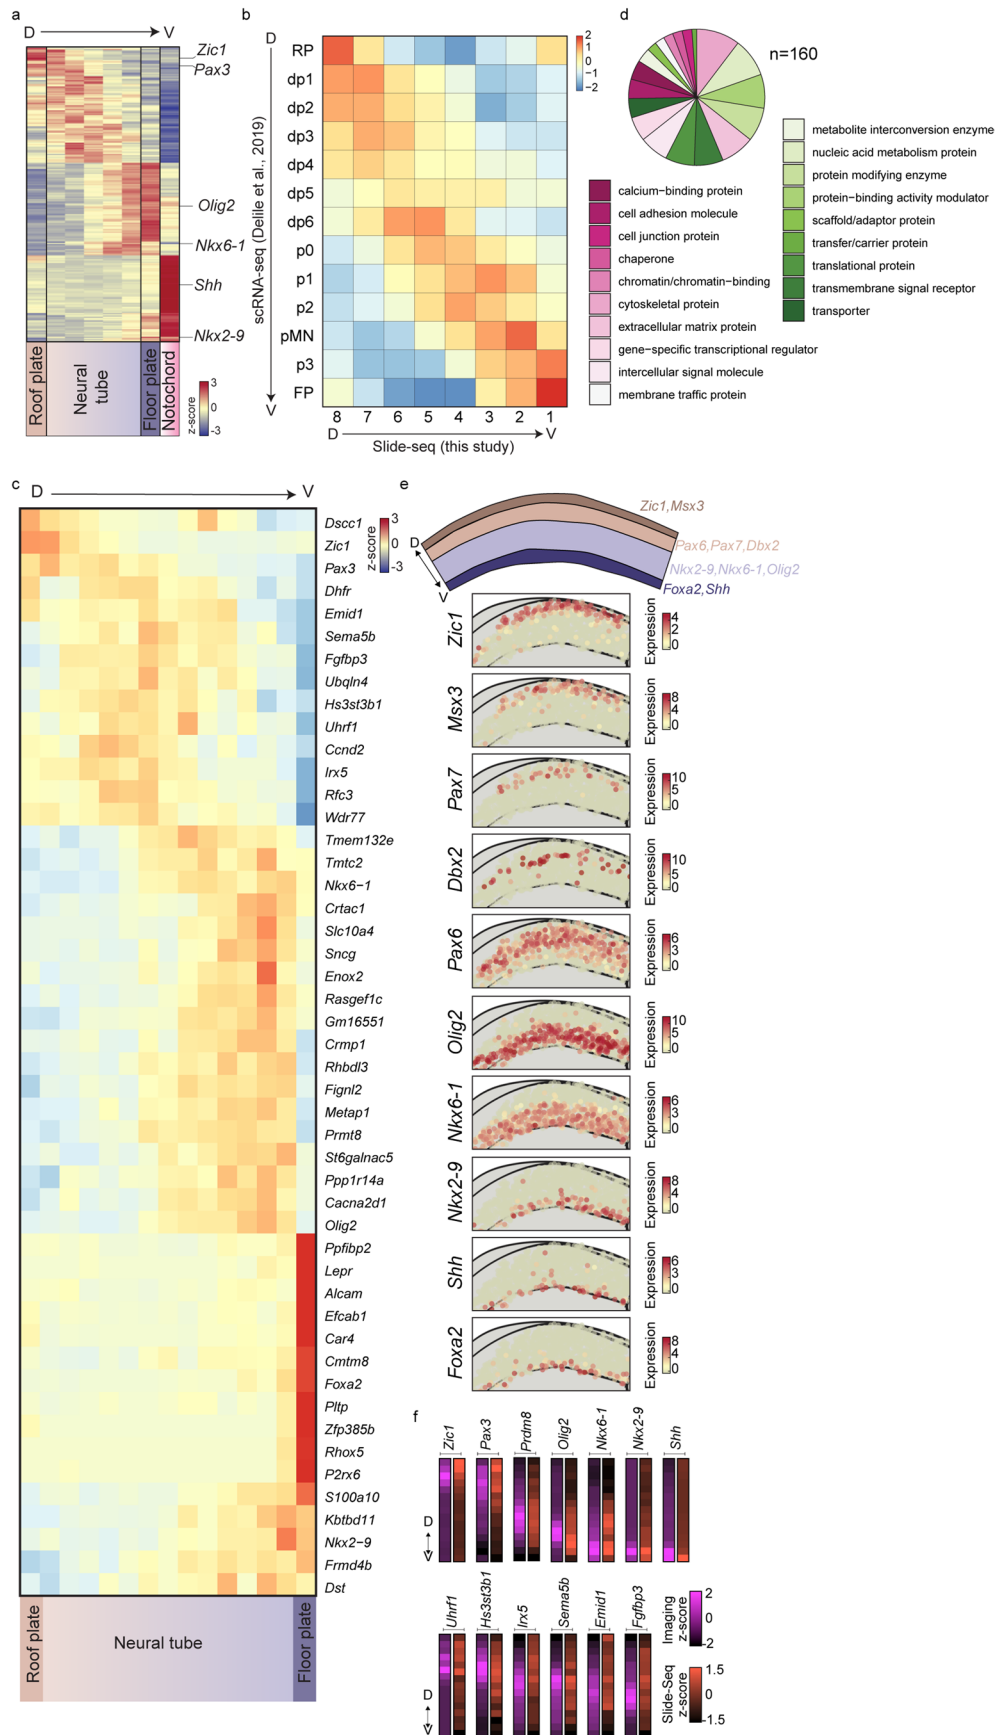 a
D
V
Zic1
Pax3
Olig2
Nkx6-1
Shh
Nkx2-9
Roof plate
Neural
tube
Floor plate
Notochord
z-score
3
0
-3
b
D
scRNA-seq (Delile et al., 2019)
V
RP
dp1
dp2
dp3
dp4
dp5
dp6
p0
p1
p2
pMN
p3
FP
8 7 6 5 4 3 2 1
D V
Slide-seq (this study)
2
1
0
−1
−2
d
n=160
calcium-binding protein
cell adhesion molecule
cell junction protein
chaperone
chromatin/chromatin−binding
cytoskeletal protein
extracellular matrix protein
gene−specific transcriptional regulator
intercellular signal molecule
membrane traffic protein
metabolite interconversion enzyme
nucleic acid metabolism protein
protein modifying enzyme
protein−binding activity modulator
scaffold/adaptor protein
transfer/carrier protein
translational protein
transmembrane signal receptor
transporter
c
D
V
Dscc1
Zic1
Pax3
Dhfr
Emid1
Sema5b
Fgfbp3
Ubqln4
Hs3st3b1
Uhrf1
Ccnd2
Irx5
Rfc3
Wdr77
Tmem132e
Tmtc2
Nkx6−1
Crtac1
Slc10a4
Sncg
Enox2
Rasgef1c
Gm16551
Crmp1
Rhbdl3
Fignl2
Metap1
Prmt8
St6galnac5
Ppp1r14a
Cacna2d1
Olig2
Ppfibp2
Lepr
Alcam
Efcab1
Car4
Cmtm8
Foxa2
Pltp
Zfp385b
Rhox5
P2rx6
S100a10
Kbtbd11
Nkx2−9
Frmd4b
Dst
z-score
3
0
-3
Roof plate
Neural tube
Floor plate
e
D
V
Zic1,Msx3
Pax6,Pax7,Dbx2
Nkx2-9,Nkx6-1,Olig2
Foxa2,Shh
Zic1
Expression
4
2
0
Msx3
Expression
8
4
0
Pax7
Expression
10
5
0
Dbx2
Expression
10
5
0
Pax6
Expression
6
3
0
Olig2
Expression
10
5
0
Nkx6-1
Expression
6
3
0
Nkx2-9
Expression
8
4
0
Shh
Expression
6
3
0
Foxa2
Expression
8
4
0
f
Zic1
Pax3
Prdm8
Olig2
Nkx6-1
Nkx2-9
Shh
D
V
Uhrf1
Hs3st3b1
Irx5
Sema5b
Emid1
Fgfbp3
D
V
Imaging
z-score
2
0
-2
Slide-Seq
z-score
1.5
0
-1.5